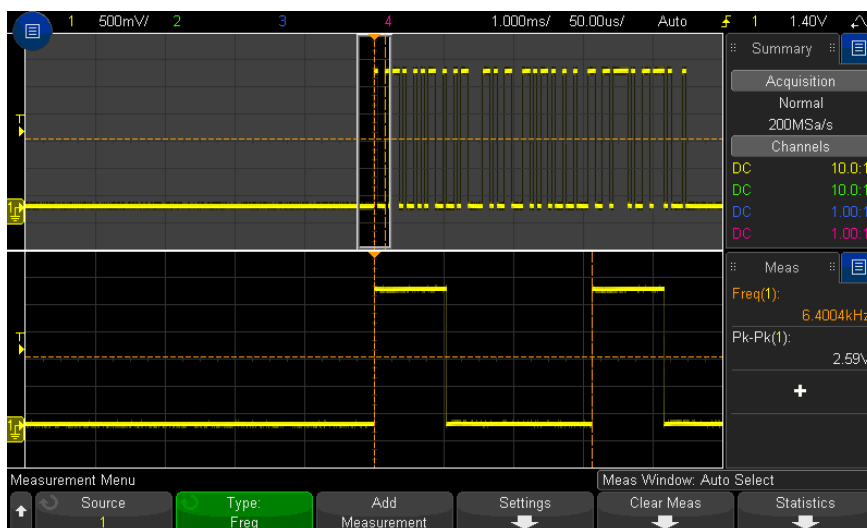 1 500mV/ 2 3 4 1.000ms/ 50.00us/ Auto 1 1.40V
Summary
Acquisition
Normal
200MSa/s
Channels
DC 10.0:1
DC 10.0:1
DC 1.00:1
DC 1.00:1
T
1
Meas
Freq(1):
6.4004kHz
Pk-Pk(1):
2.59V
+
T
1
Measurement Menu
Meas Window: Auto Select
Source
1
Type:
Freq
Add
Measurement
Settings
Clear Meas
Statistics